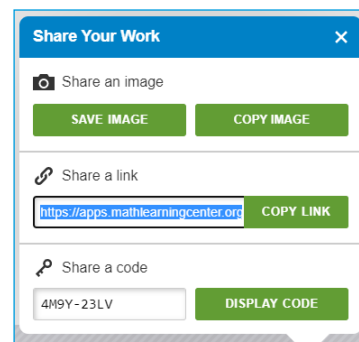 Share Your Work ×
Share an image
SAVE IMAGE COPY IMAGE
Share a link
https://apps.mathlearningcenter.org COPY LINK
Share a code
4M9Y-23LV DISPLAY CODE